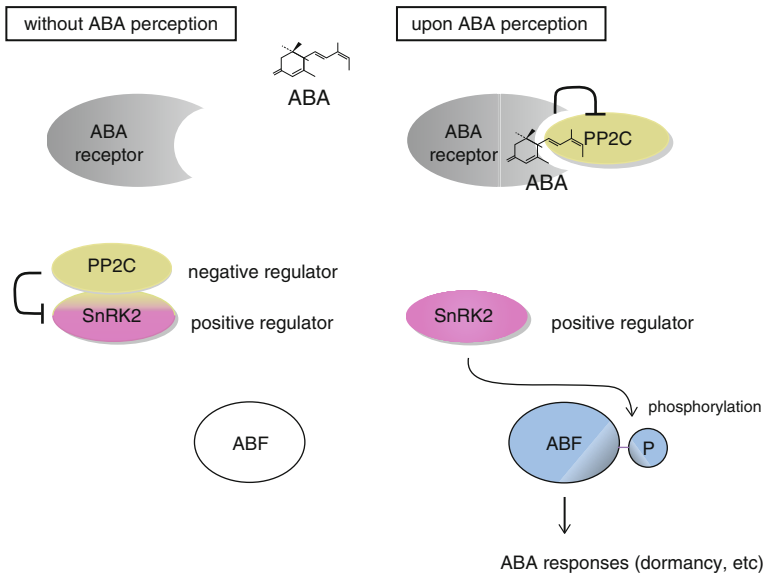 without ABA perception
ABA
ABA
receptor
PP2C
negative regulator
SnRK2
positive regulator
ABF
upon ABA perception
ABA
receptor
PP2C
ABA
SnRK2
positive regulator
phosphorylation
ABF
P
ABA responses (dormancy, etc)